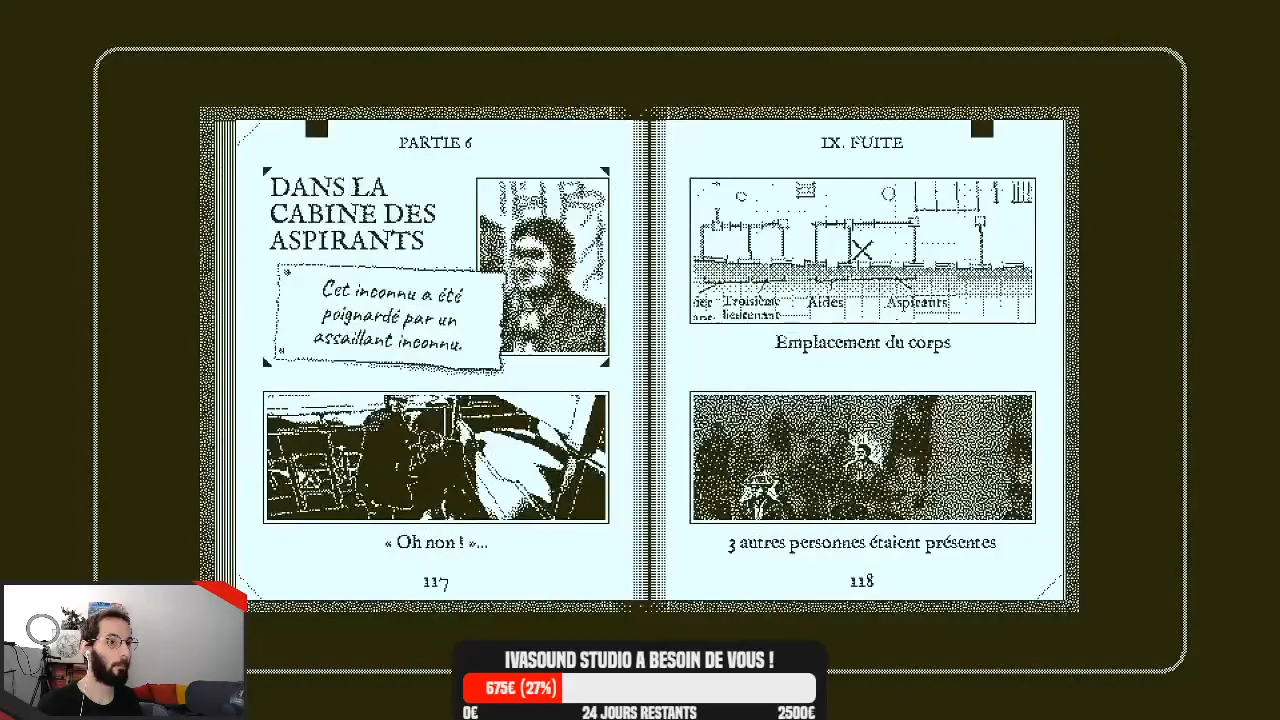 PARTIE 6
DANS LA
CABINE DES
ASPIRANTS
Cet inconnu a été
poignardé par un
assaillant inconnu.
« Oh non ! »...
117
IX. FUITE
Troisième
lieutenant
Aides
Aspirants
Emplacement du corps
3 autres personnes étaient présentes
118
IVASOUND STUDIO A BESOIN DE VOUS !
675€ (27%)
0€
24 JOURS RESTANTS
2500€